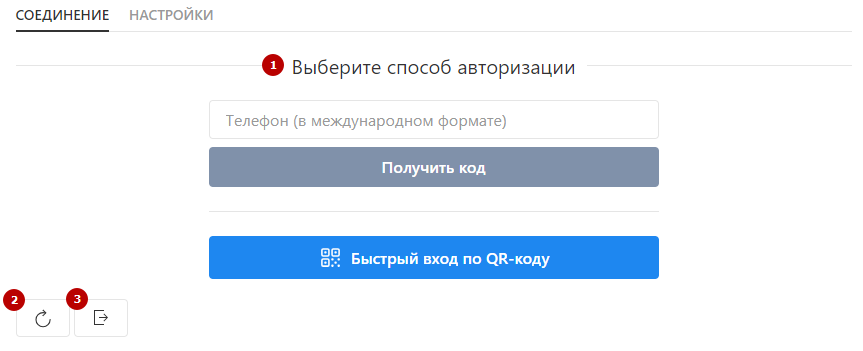 СОЕДИНЕНИЕ НАСТРОЙКИ
1 Выберите способ авторизации
Телефон (в международном формате)
Получить код
Быстрый вход по QR-коду
2 3